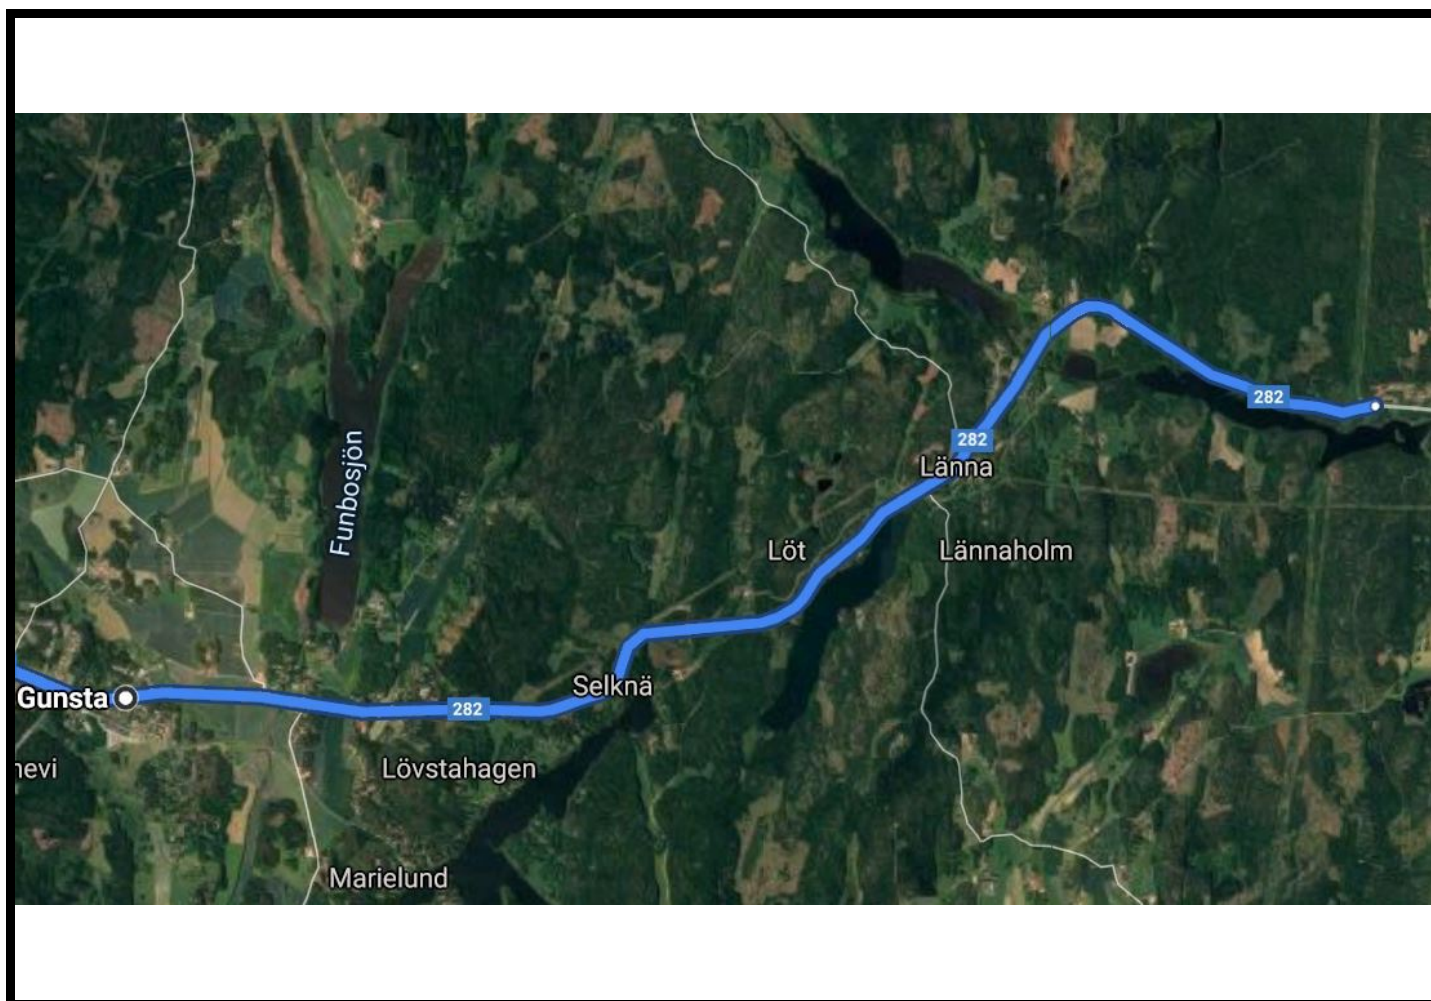 Funbosjön
282
282
Länna
Löt
Lännaholm
Selknä
Gunsta
282
nevi
Lövstahagen
Marielund